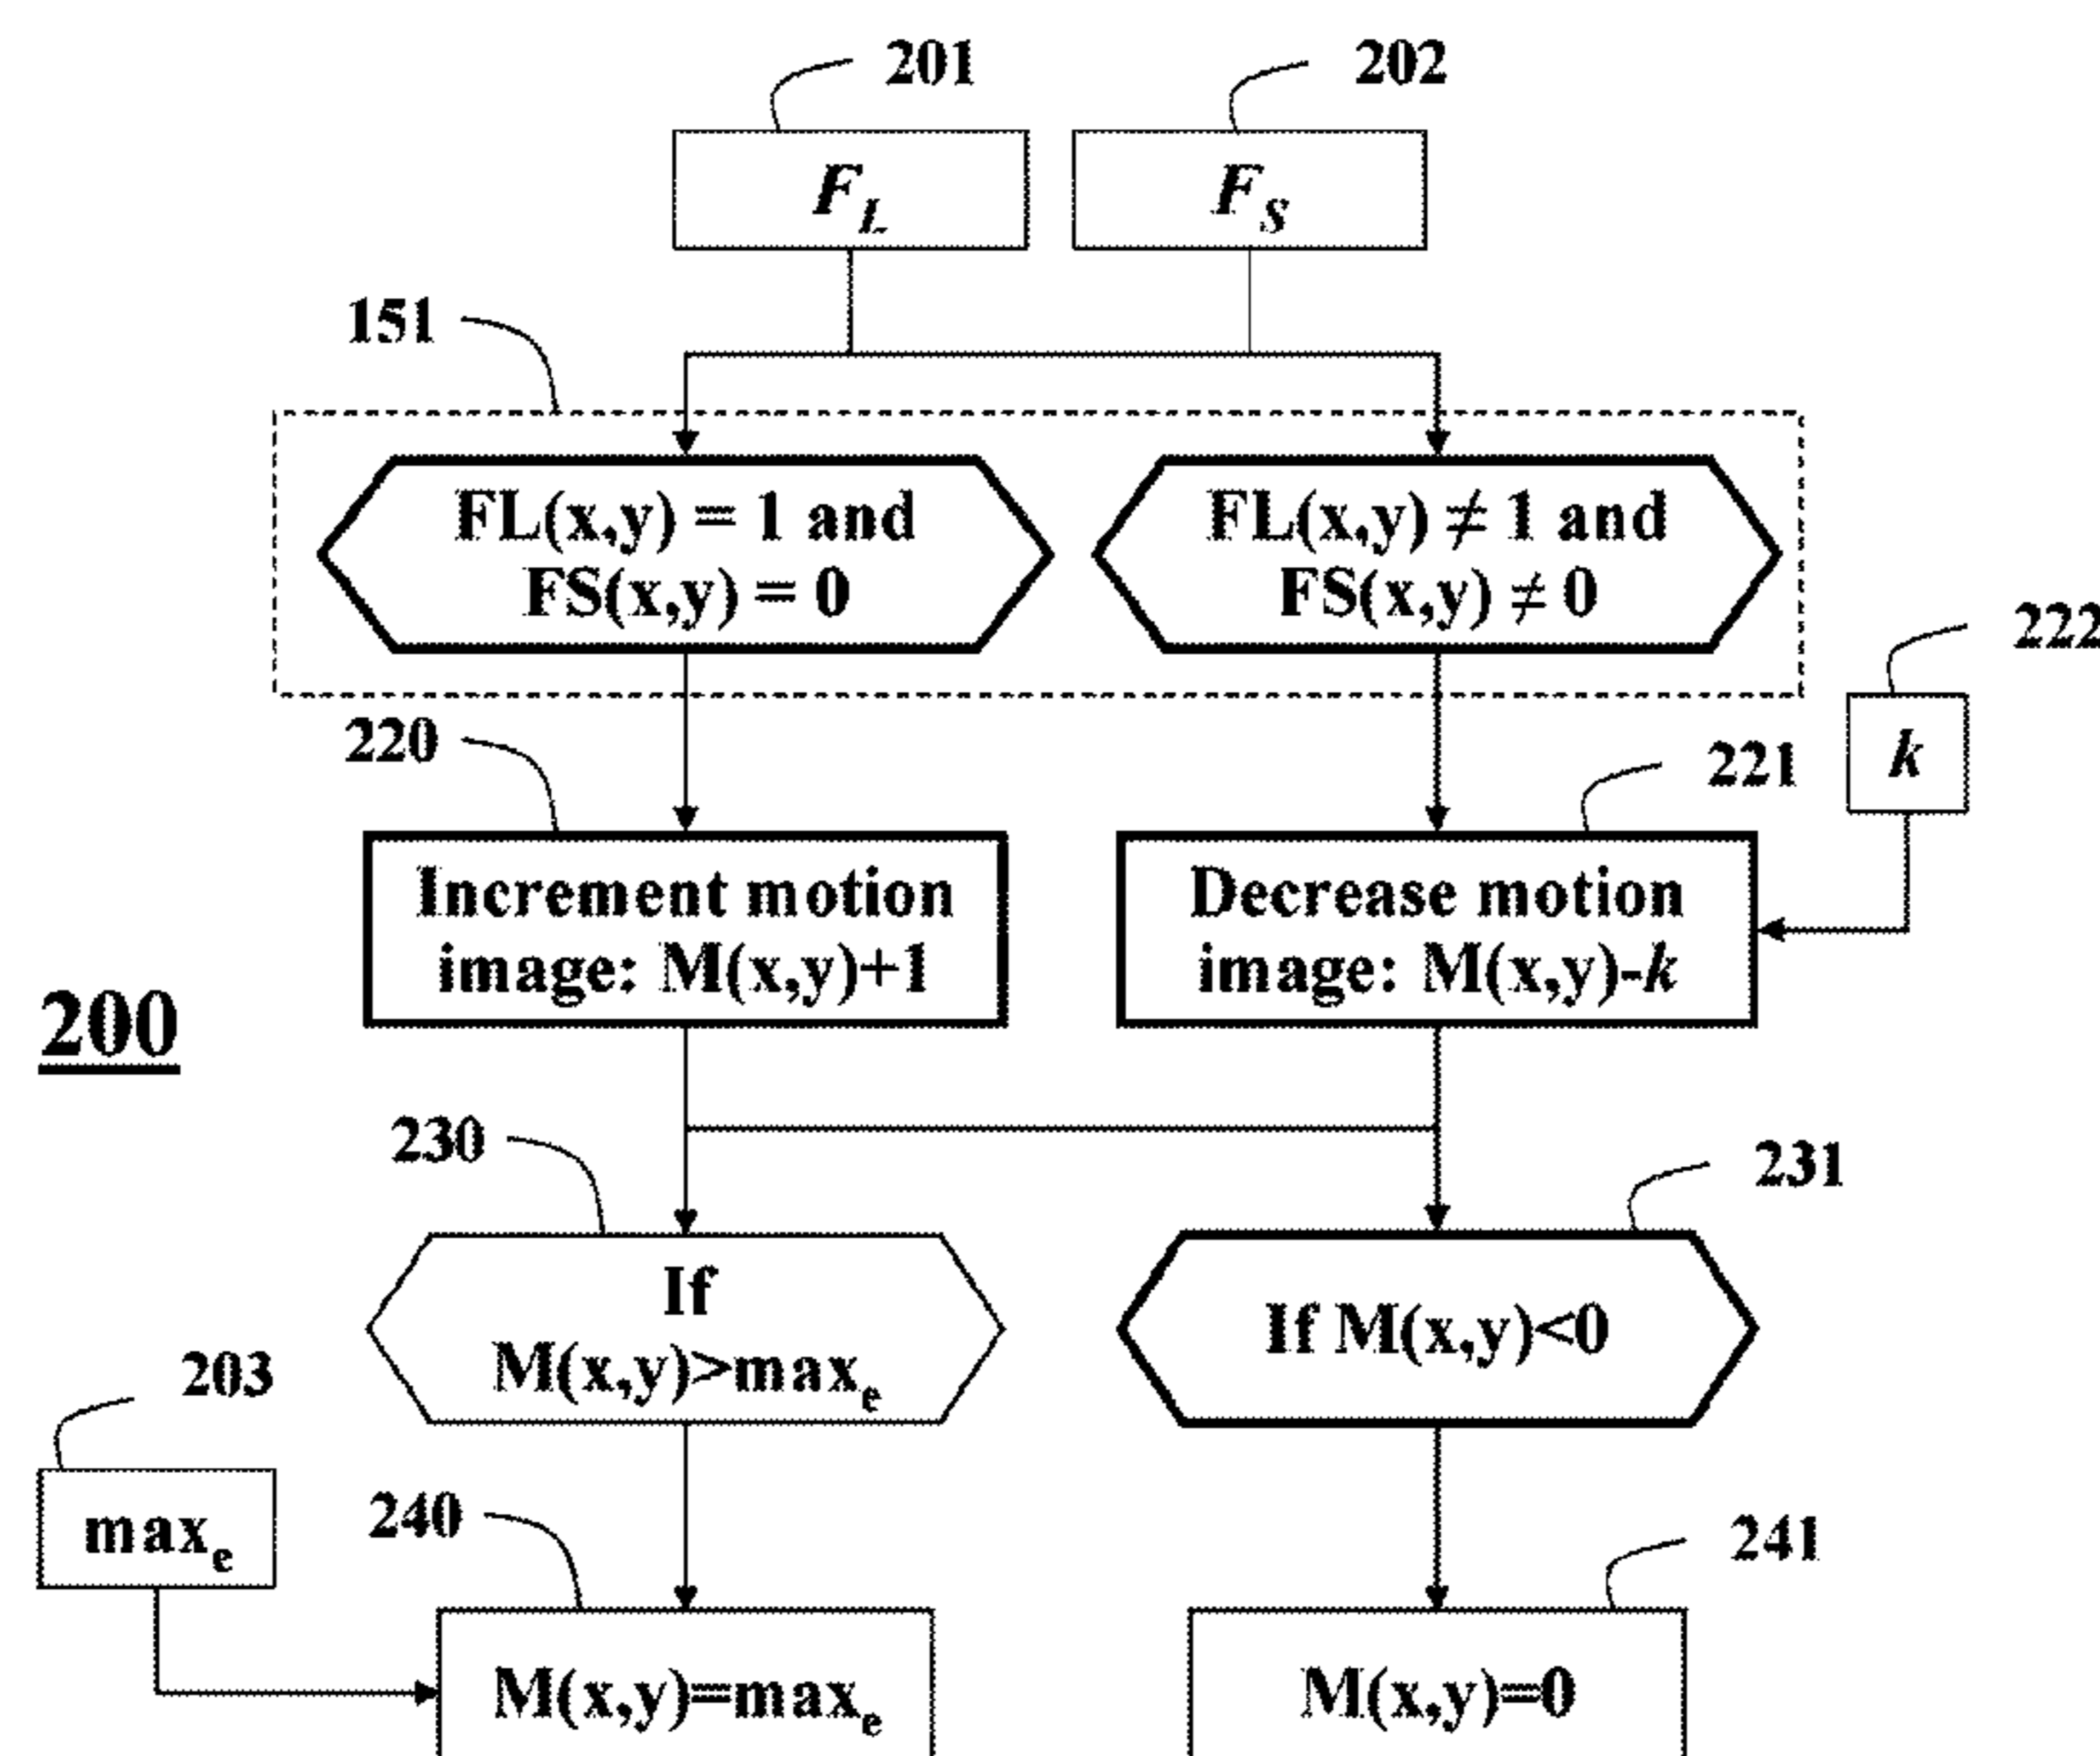 201
202
F_L
F_S
151
FL(x,y) = 1 and
FS(x,y) = 0
FL(x,y) ≠ 1 and
FS(x,y) ≠ 0
222
k
220
221
Increment motion
image: M(x,y)+1
Decrease motion
image: M(x,y)-k
200
230
231
If
M(x,y)>max_e
If M(x,y)<0
203
max_e
240
241
M(x,y)=max_e
M(x,y)=0